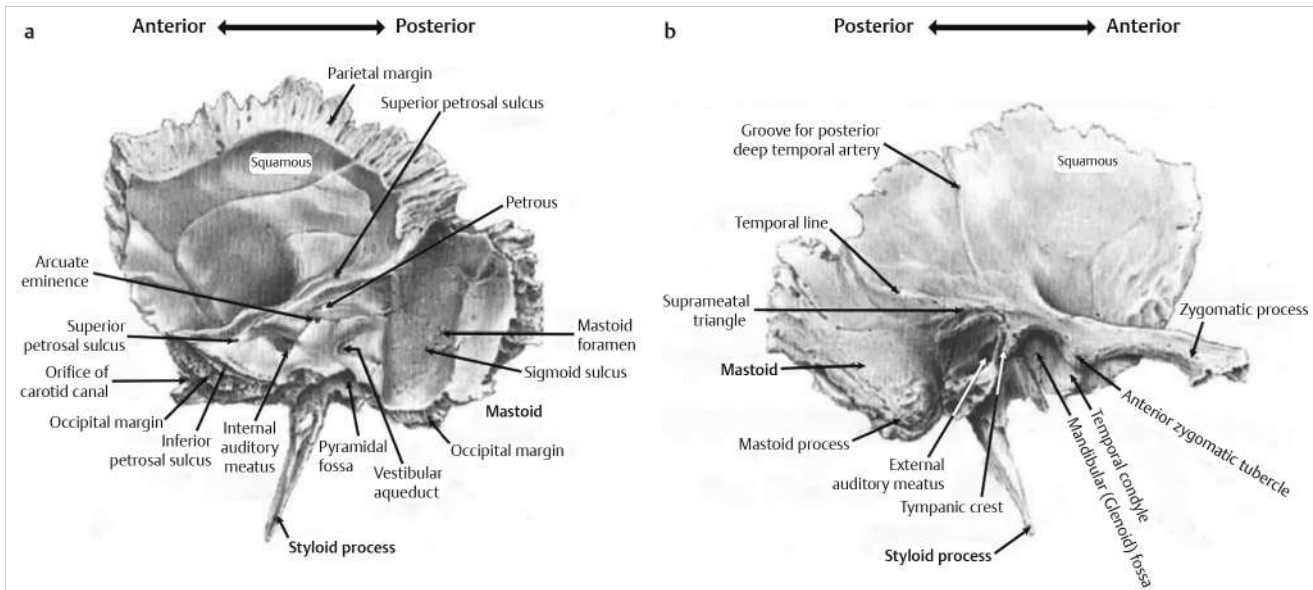 a
Anterior Posterior
Parietal margin
Superior petrosal sulcus
Squamous
Petrous
Arcuate
eminence
Superior
petrosal sulcus
Orifice of
carotid canal
Occipital margin
Inferior
petrosal sulcus
Internal
auditory
meatus
Pyramidal
fossa
Vestibular
aqueduct
Styloid process
Mastoid
foramen
Sigmoid sulcus
Mastoid
Occipital margin
b
Posterior Anterior
Groove for posterior
deep temporal artery
Squamous
Temporal line
Suprameatal
triangle
Zygomatic process
Mastoid
Mastoid process
External
auditory meatus
Tympanic crest
Styloid process
Mandibular (Glenoid) fossa
Temporal condyle
Anterior zygomatic tubercle